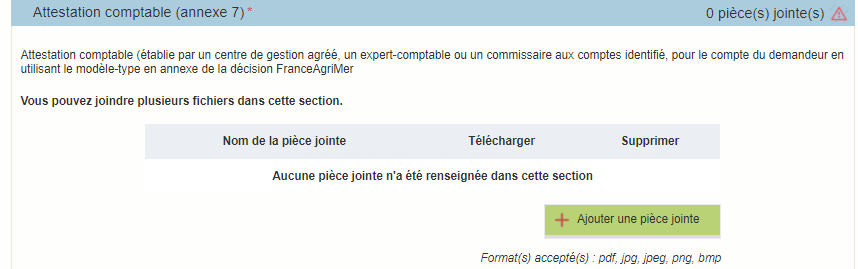 Attestation comptable (annexe 7) *
0 pièce(s) jointe(s)
Attestation comptable (établie par un centre de gestion agréé, un expert-comptable ou un commissaire aux comptes identifié, pour le compte du demandeur en
utilisant le modèle-type en annexe de la décision FranceAgriMer
Vous pouvez joindre plusieurs fichiers dans cette section.
Nom de la pièce jointe Télécharger Supprimer
Aucune pièce jointe n'a été renseignée dans cette section
Ajouter une pièce jointe
Format(s) accepté(s) : pdf, jpg, jpeg, png, bmp